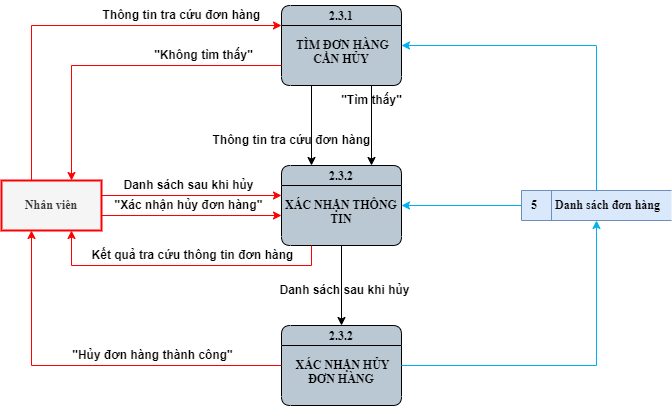 Thông tin tra cứu đơn hàng
2.3.1
TÌM ĐƠN HÀNG
CẦN HỦY
"Không tìm thấy"
"Tìm thấy"
Thông tin tra cứu đơn hàng
2.3.2
XÁC NHẬN THÔNG
TIN
Nhân viên
Danh sách sau khi hủy
"Xác nhận hủy đơn hàng"
5
Danh sách đơn hàng
Kết quả tra cứu thông tin đơn hàng
Danh sách sau khi hủy
2.3.2
XÁC NHẬN HỦY
ĐƠN HÀNG
"Hủy đơn hàng thành công"